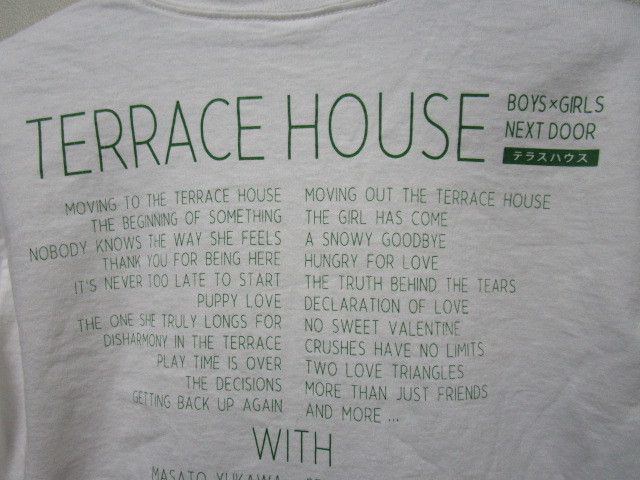 TERRACE HOUSE
BOYS×GIRLS
NEXT DOOR
テラスハウス
MOVING TO THE TERRACE HOUSE
THE BEGINNING OF SOMETHING
NOBODY KNOWS THE WAY SHE FEELS
THANK YOU FOR BEING HERE
IT'S NEVER TOO LATE TO START
PUPPY LOVE
THE ONE SHE TRULY LONGS FOR
DISHARMONY IN THE TERRACE
PLAY TIME IS OVER
THE DECISIONS
GETTING BACK UP AGAIN
MOVING OUT THE TERRACE HOUSE
THE GIRL HAS COME
A SNOWY GOODBYE
HUNGRY FOR LOVE
THE TRUTH BEHIND THE TEARS
DECLARATION OF LOVE
NO SWEET VALENTINE
CRUSHES HAVE NO LIMITS
TWO LOVE TRIANGLES
MORE THAN JUST FRIENDS
AND MORE ...
WITH
MASATO YUKAWA